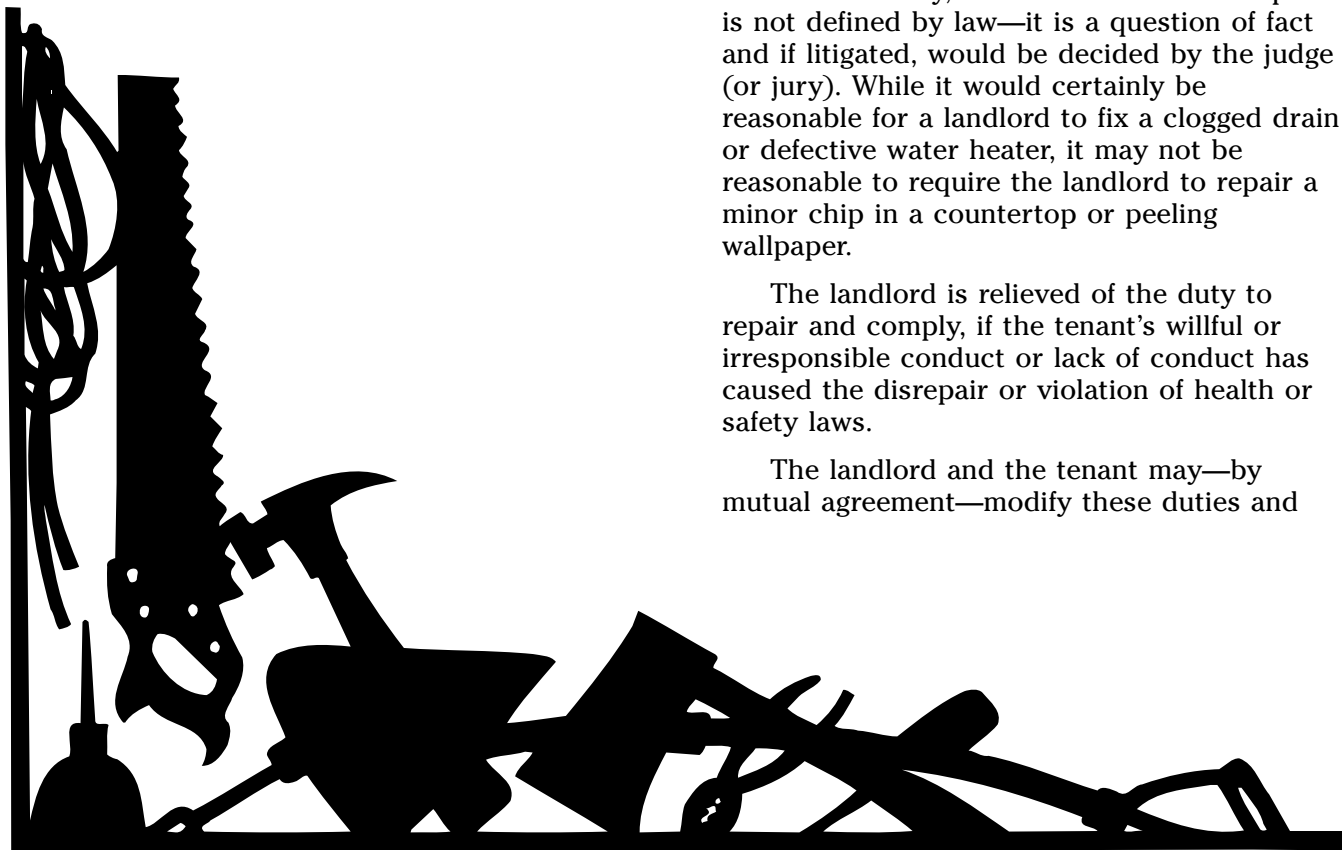 is not defined by law—it is a question of fact
and if litigated, would be decided by the judge
(or jury). While it would certainly be
reasonable for a landlord to fix a clogged drain
or defective water heater, it may not be
reasonable to require the landlord to repair a
minor chip in a countertop or peeling
wallpaper.
The landlord is relieved of the duty to
repair and comply, if the tenant’s willful or
irresponsible conduct or lack of conduct has
caused the disrepair or violation of health or
safety laws.
The landlord and the tenant may—by
mutual agreement—modify these duties and